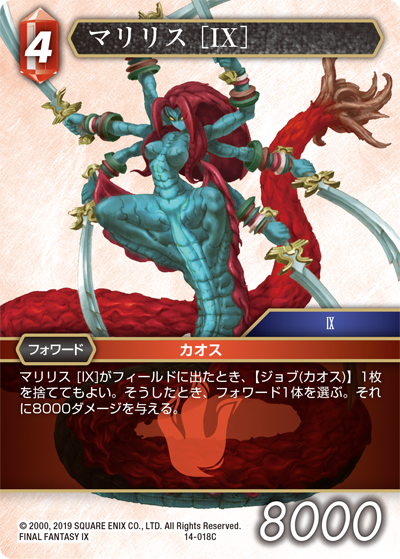 4
マリリス [IX]
IX
フォワード
カオス
マリリス [IX]がフィールドに出たとき、【ジョブ(カオス)】1枚
を捨ててもよい。そうしたとき、フォワード1体を選ぶ。それ
に8000ダメージを与える。
© 2000, 2019 SQUARE ENIX CO., LTD. All Rights Reserved.
FINAL FANTASY IX
14-018C
8000